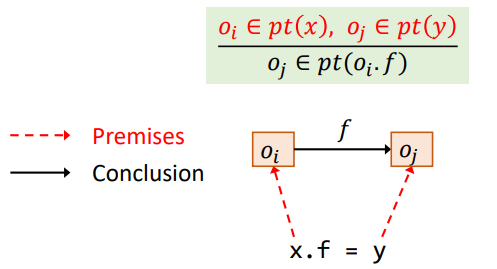 oᵢ ∈ pt(x), oⱼ ∈ pt(y)
oⱼ ∈ pt(oᵢ.f)
Premises
Conclusion
f
oᵢ
oⱼ
x.f = y